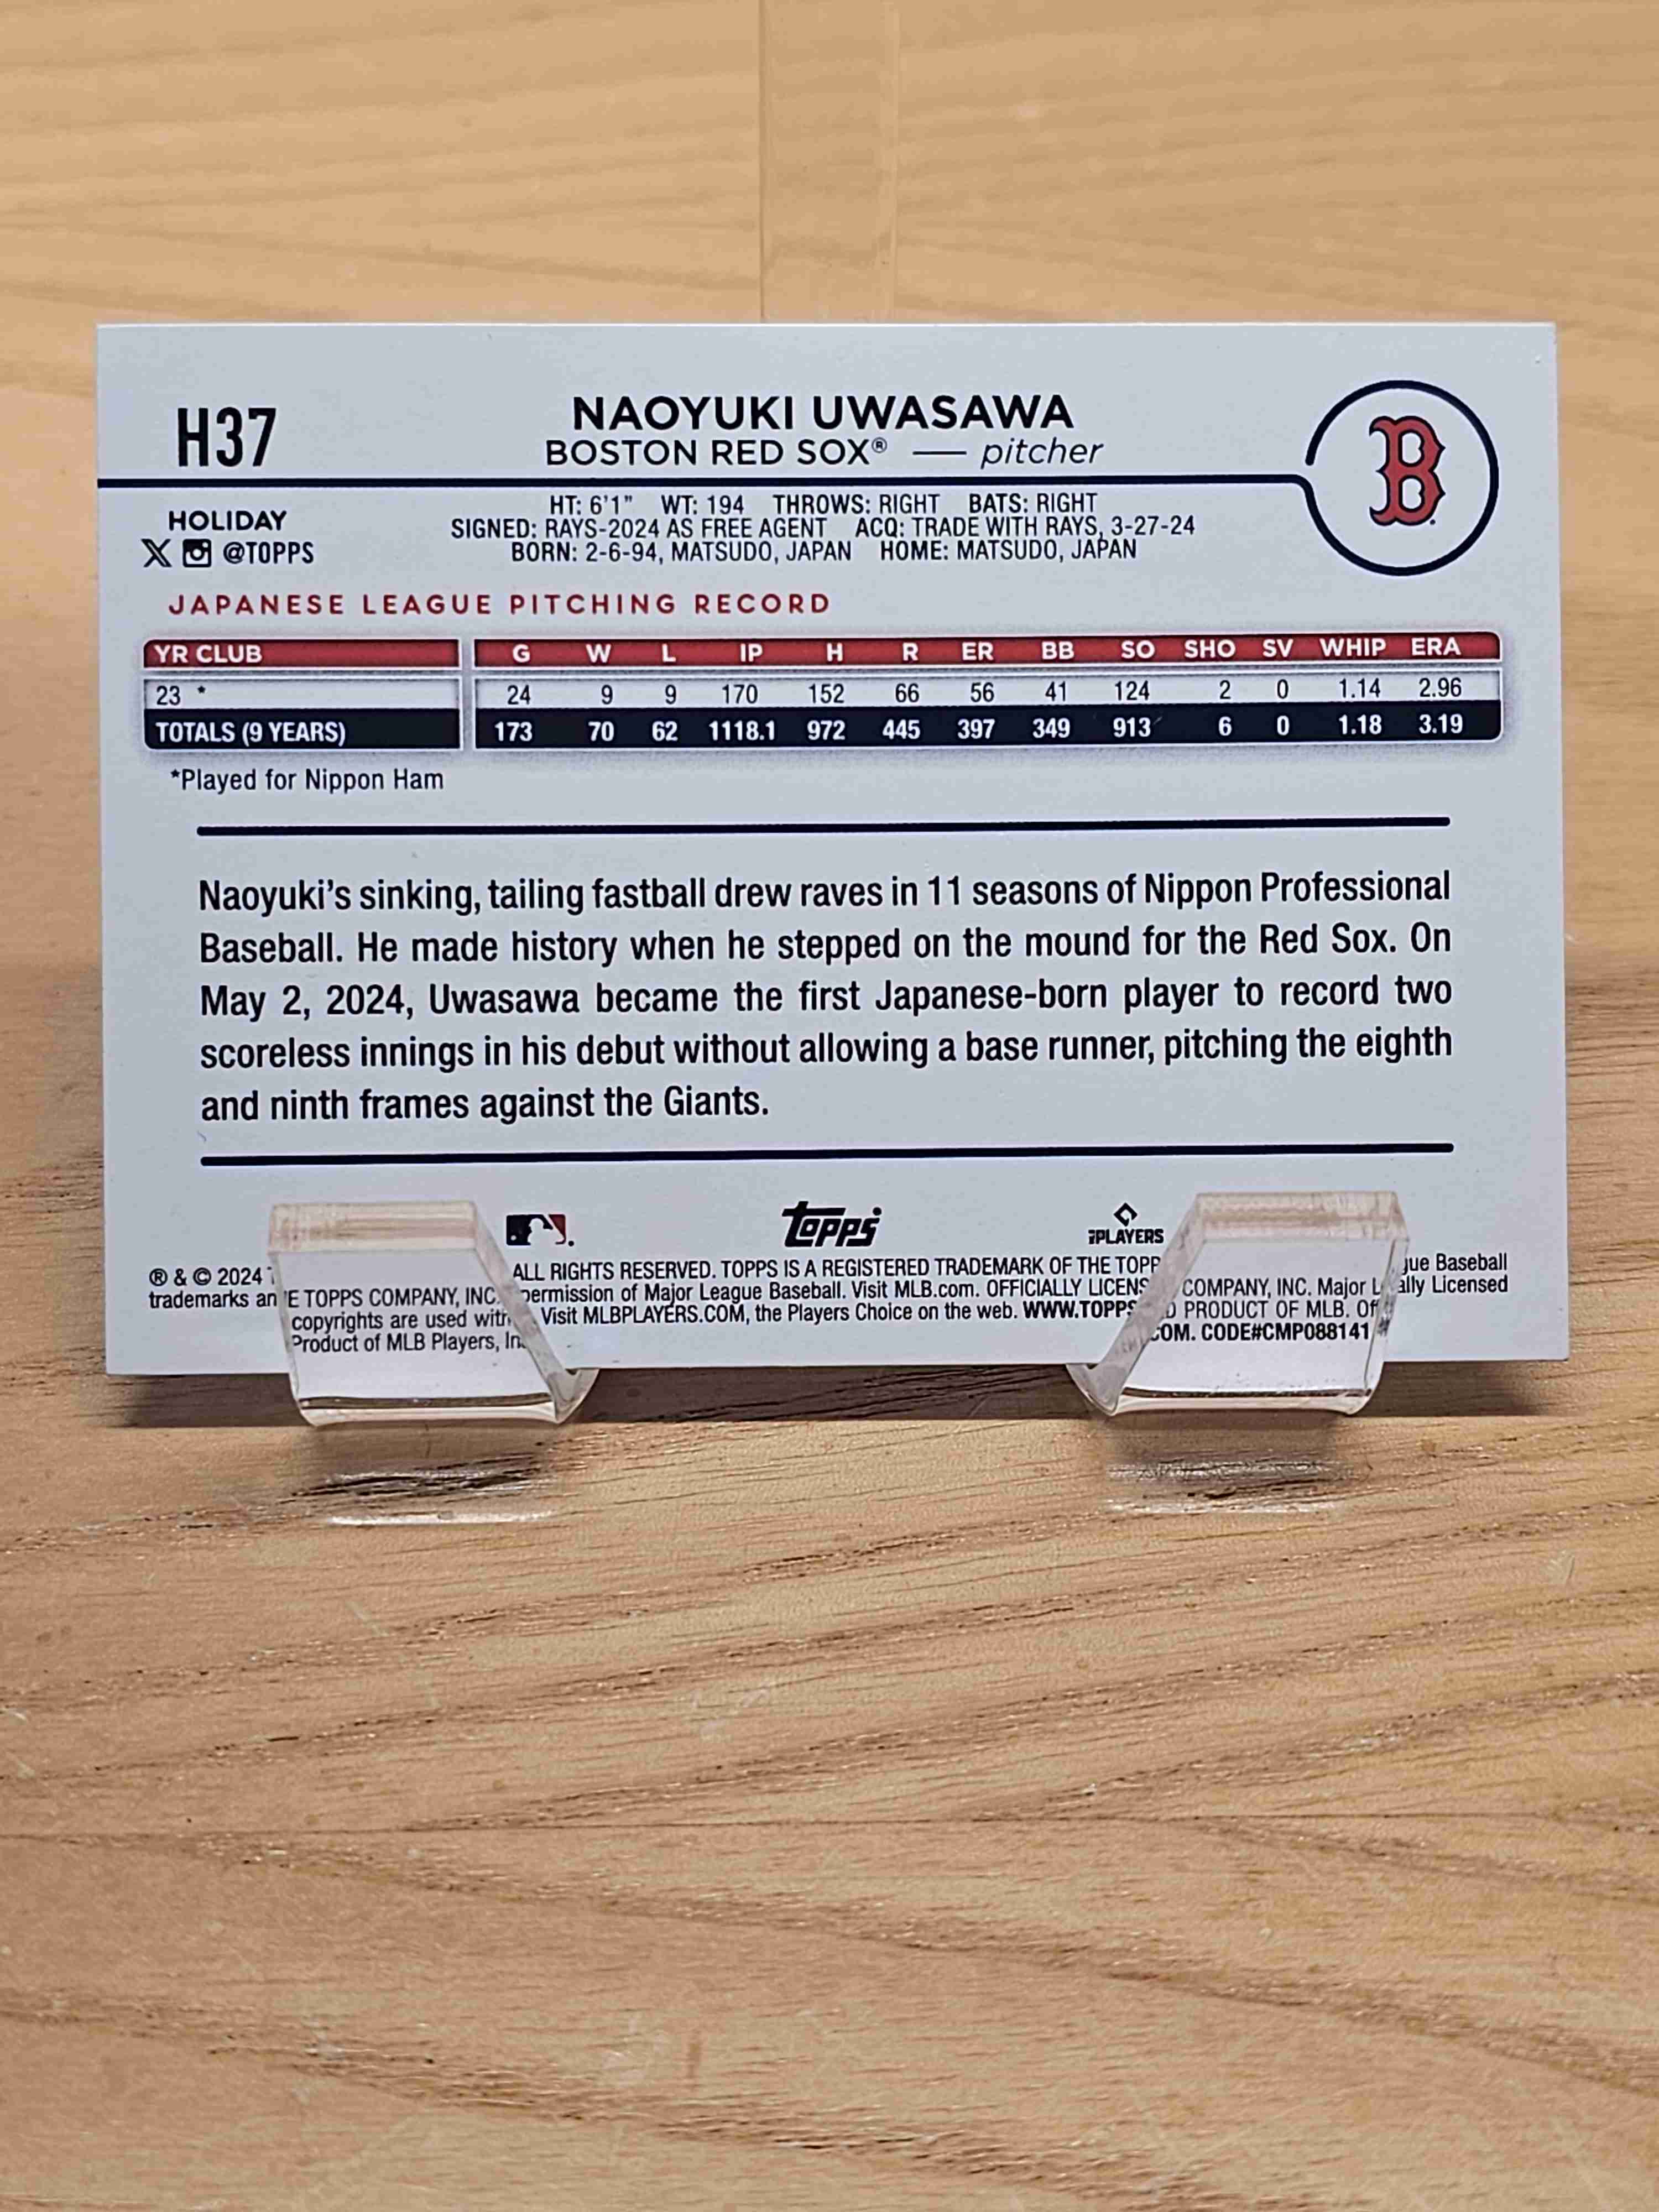 H37
NAOYUKI UWASAWA
BOSTON RED SOX® — pitcher
B
HOLIDAY
X @TOPPS
HT: 6'1" WT: 194 THROWS: RIGHT BATS: RIGHT
SIGNED: RAYS-2024 AS FREE AGENT ACQ: TRADE WITH RAYS, 3-27-24
BORN: 2-6-94, MATSUDO, JAPAN HOME: MATSUDO, JAPAN
JAPANESE LEAGUE PITCHING RECORD
YR CLUB G W L IP H R ER BB SO SHO SV WHIP ERA
23 * 24 9 9 170 152 66 56 41 124 2 0 1.14 2.96
TOTALS (9 YEARS) 173 70 62 1118.1 972 445 397 349 913 6 0 1.18 3.19
*Played for Nippon Ham
Naoyuki's sinking, tailing fastball drew raves in 11 seasons of Nippon Professional
Baseball. He made history when he stepped on the mound for the Red Sox. On
May 2, 2024, Uwasawa became the first Japanese-born player to record two
scoreless innings in his debut without allowing a base runner, pitching the eighth
and ninth frames against the Giants.
topps
PLAYERS
® & © 2024 E TOPPS COMPANY, INC. ALL RIGHTS RESERVED. TOPPS IS A REGISTERED TRADEMARK OF THE TOPP COMPANY, INC. Major L gue Baseball
trademarks an copyrights are used with permission of Major League Baseball. Visit MLB.com. OFFICIALLY LICENS D PRODUCT OF MLB. Of ally Licensed
Product of MLB Players, In Visit MLBPLAYERS.COM, the Players Choice on the web. WWW.TOPPS COM. CODE#CMP088141